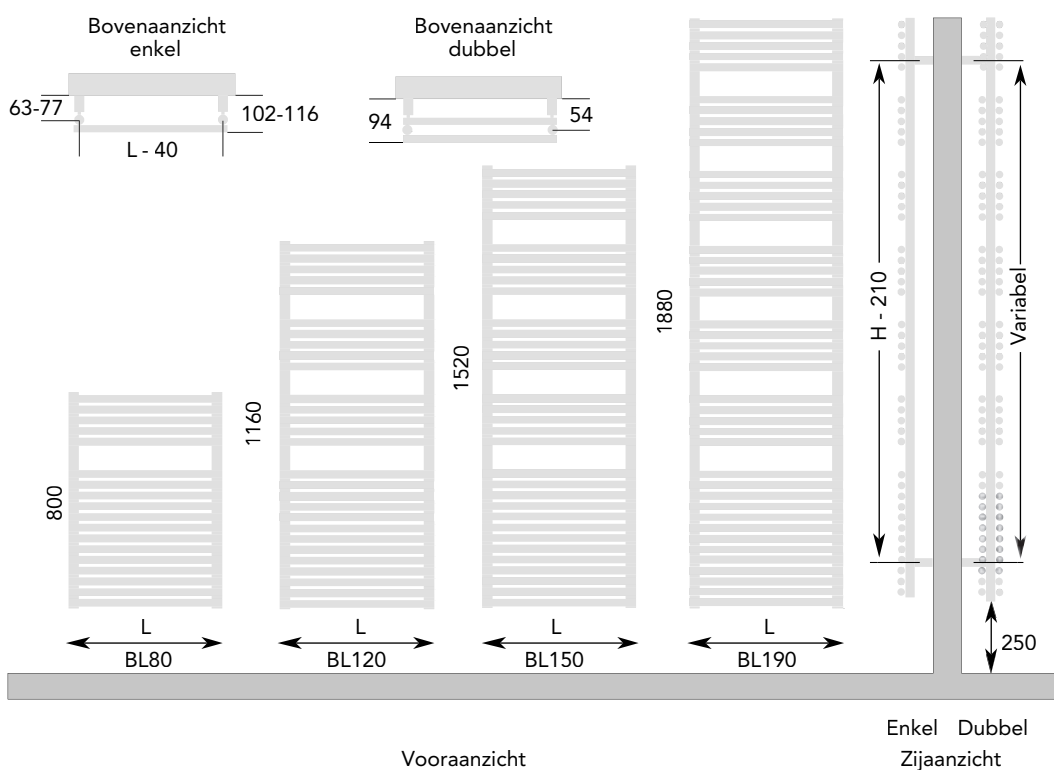 Bovenaanzicht
enkel
Bovenaanzicht
dubbel
63-77
102-116
L - 40
94
54
800
1160
1520
1880
H - 210
Variabel
L
BL80
L
BL120
L
BL150
L
BL190
250
Enkel
Dubbel
Vooraanzicht
Zijaanzicht